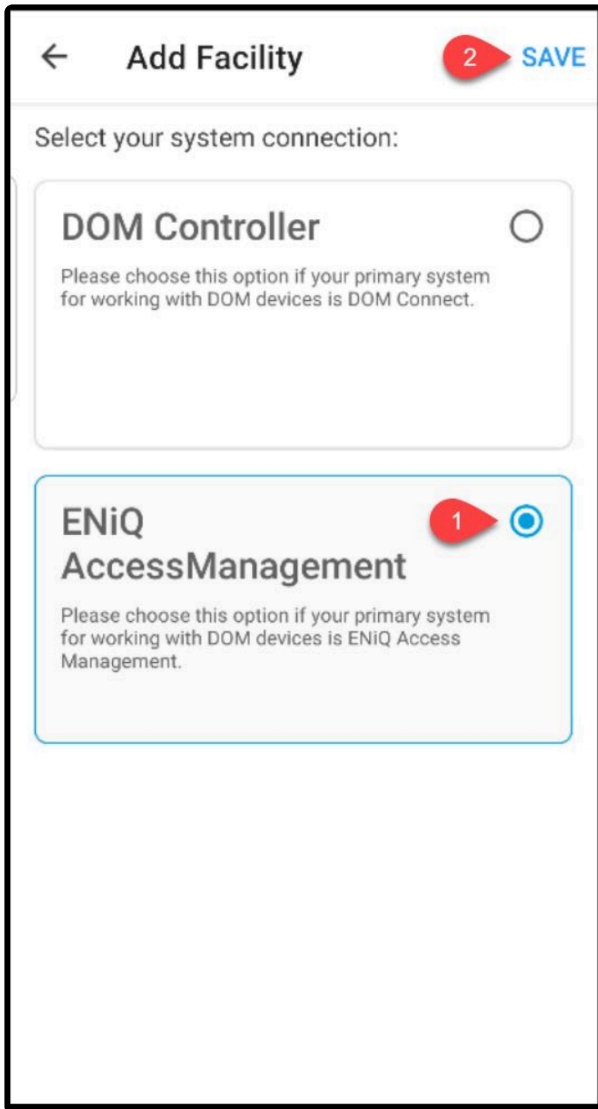 Add Facility
2
SAVE
Select your system connection:
DOM Controller
Please choose this option if your primary system
for working with DOM devices is DOM Connect.
ENiQ
1
AccessManagement
Please choose this option if your primary system
for working with DOM devices is ENiQ Access
Management.